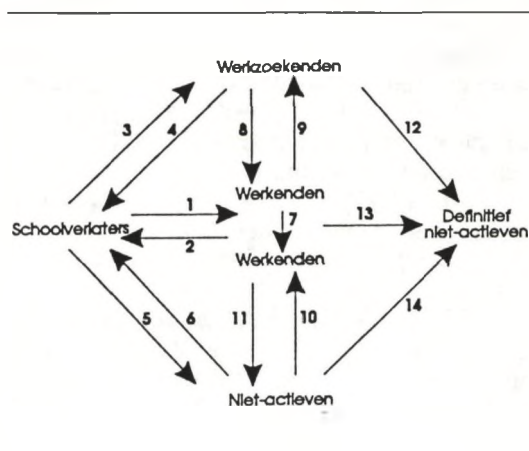 Werkzoekenden
3
4
8
9
12
Werkenden
1
Schoolverlaters
7
13
Definitief
niet-actieven
2
Werkenden
5
6
11
10
14
Niet-actieven